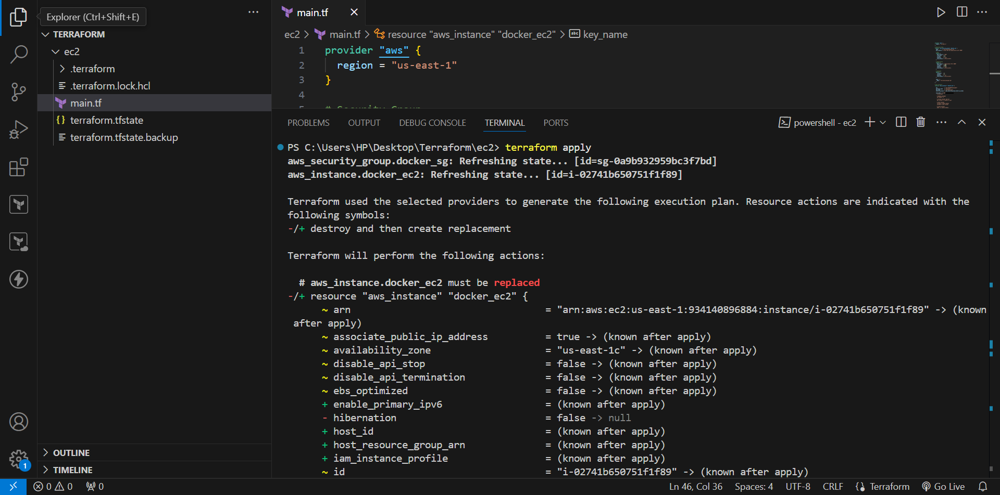 Explorer (Ctrl+Shift+E)
TERRAFORM
ec2
.terraform
.terraform.lock.hcl
main.tf
terraform.tfstate
terraform.tfstate.backup
OUTLINE
TIMELINE
main.tf
ec2 > main.tf > resource "aws_instance" "docker_ec2" > key_name
1 provider "aws" {
2 region = "us-east-1"
3 }
4
PROBLEMS OUTPUT DEBUG CONSOLE TERMINAL PORTS powershell - ec2
PS C:\Users\HP\Desktop\Terraform\ec2> terraform apply
aws_security_group.docker_sg: Refreshing state... [id=sg-0a9b932959bc3f7bd]
aws_instance.docker_ec2: Refreshing state... [id=i-02741b650751f1f89]
Terraform used the selected providers to generate the following execution plan. Resource actions are indicated with the
following symbols:
-/+ destroy and then create replacement
Terraform will perform the following actions:
# aws_instance.docker_ec2 must be replaced
-/+ resource "aws_instance" "docker_ec2" {
~ arn = "arn:aws:ec2:us-east-1:934140896884:instance/i-02741b650751f1f89" -> (known
after apply)
~ associate_public_ip_address = true -> (known after apply)
~ availability_zone = "us-east-1c" -> (known after apply)
~ disable_api_stop = false -> (known after apply)
~ disable_api_termination = false -> (known after apply)
~ ebs_optimized = false -> (known after apply)
+ enable_primary_ipv6 = (known after apply)
- hibernation = false -> null
+ host_id = (known after apply)
+ host_resource_group_arn = (known after apply)
+ iam_instance_profile = (known after apply)
~ id = "i-02741b650751f1f89" -> (known after apply)
1
0 0 0 Ln 46, Col 36 Spaces: 4 UTF-8 CRLF Terraform Go Live